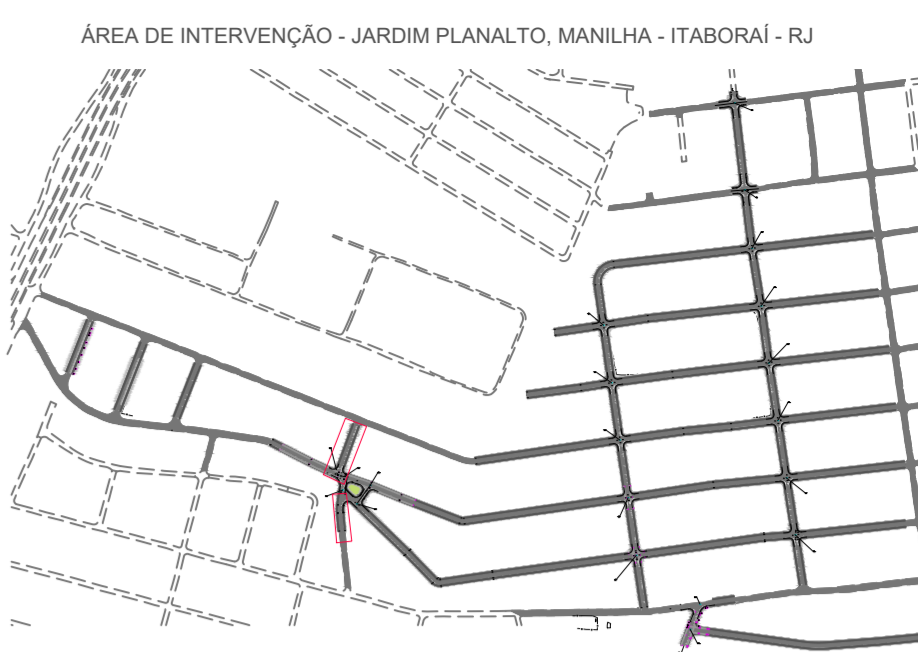 ÁREA DE INTERVENÇÃO - JARDIM PLANALTO, MANILHA - ITABORAÍ - RJ